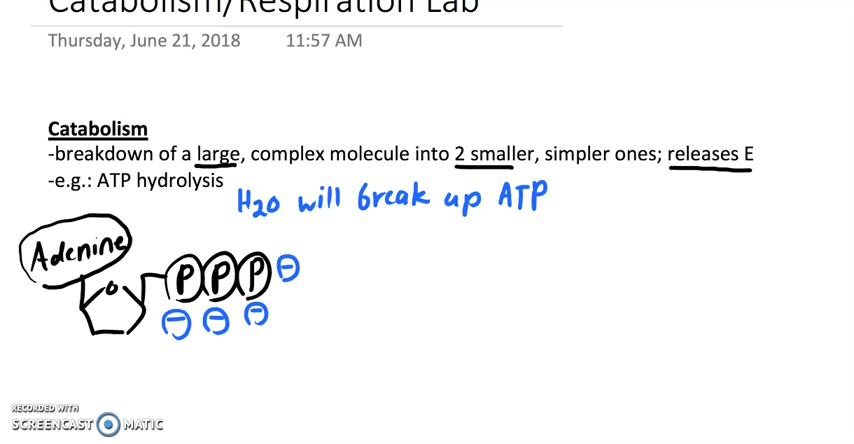 Catabolism/Respiration Lab
Thursday, June 21, 2018 11:57 AM
Catabolism
-breakdown of a large, complex molecule into 2 smaller, simpler ones; releases E
-e.g.: ATP hydrolysis
H2O will break up ATP
Adenine
O P P P -
- - -
RECORDED WITH
SCREENCAST O MATIC